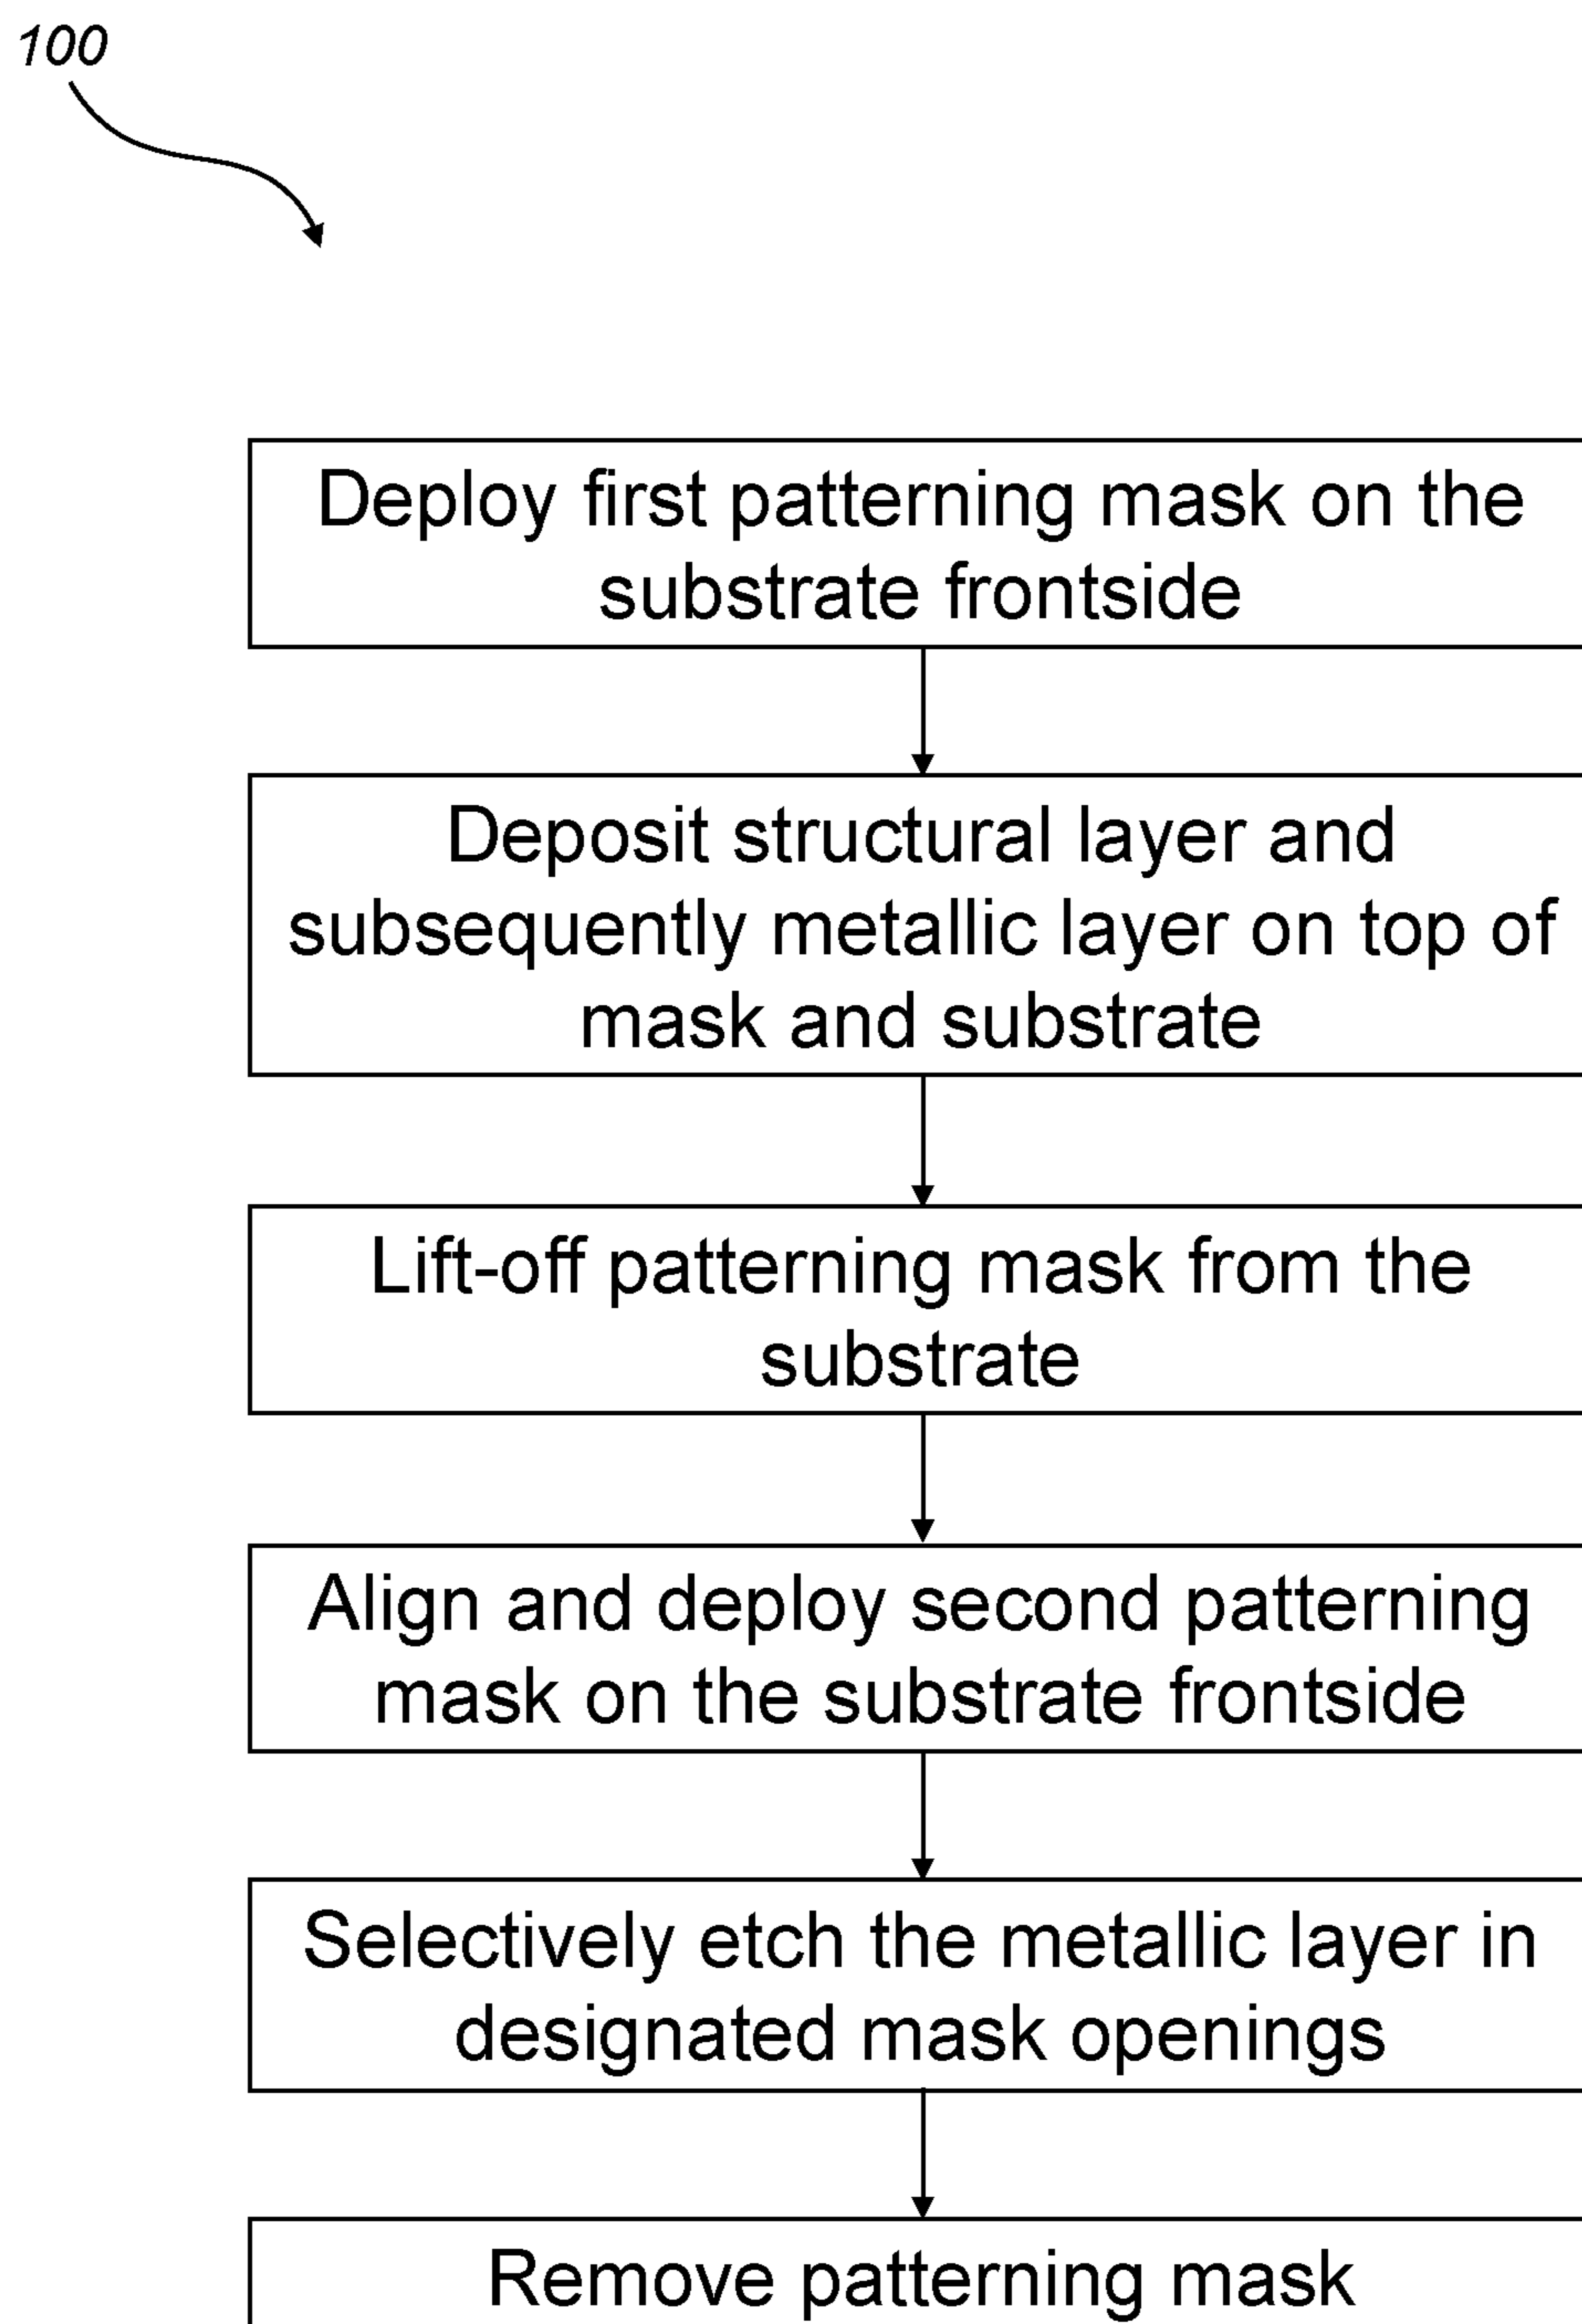 100
Deploy first patterning mask on the
substrate frontside
Deposit structural layer and
subsequently metallic layer on top of
mask and substrate
Lift-off patterning mask from the
substrate
Align and deploy second patterning
mask on the substrate frontside
Selectively etch the metallic layer in
designated mask openings
Remove patterning mask